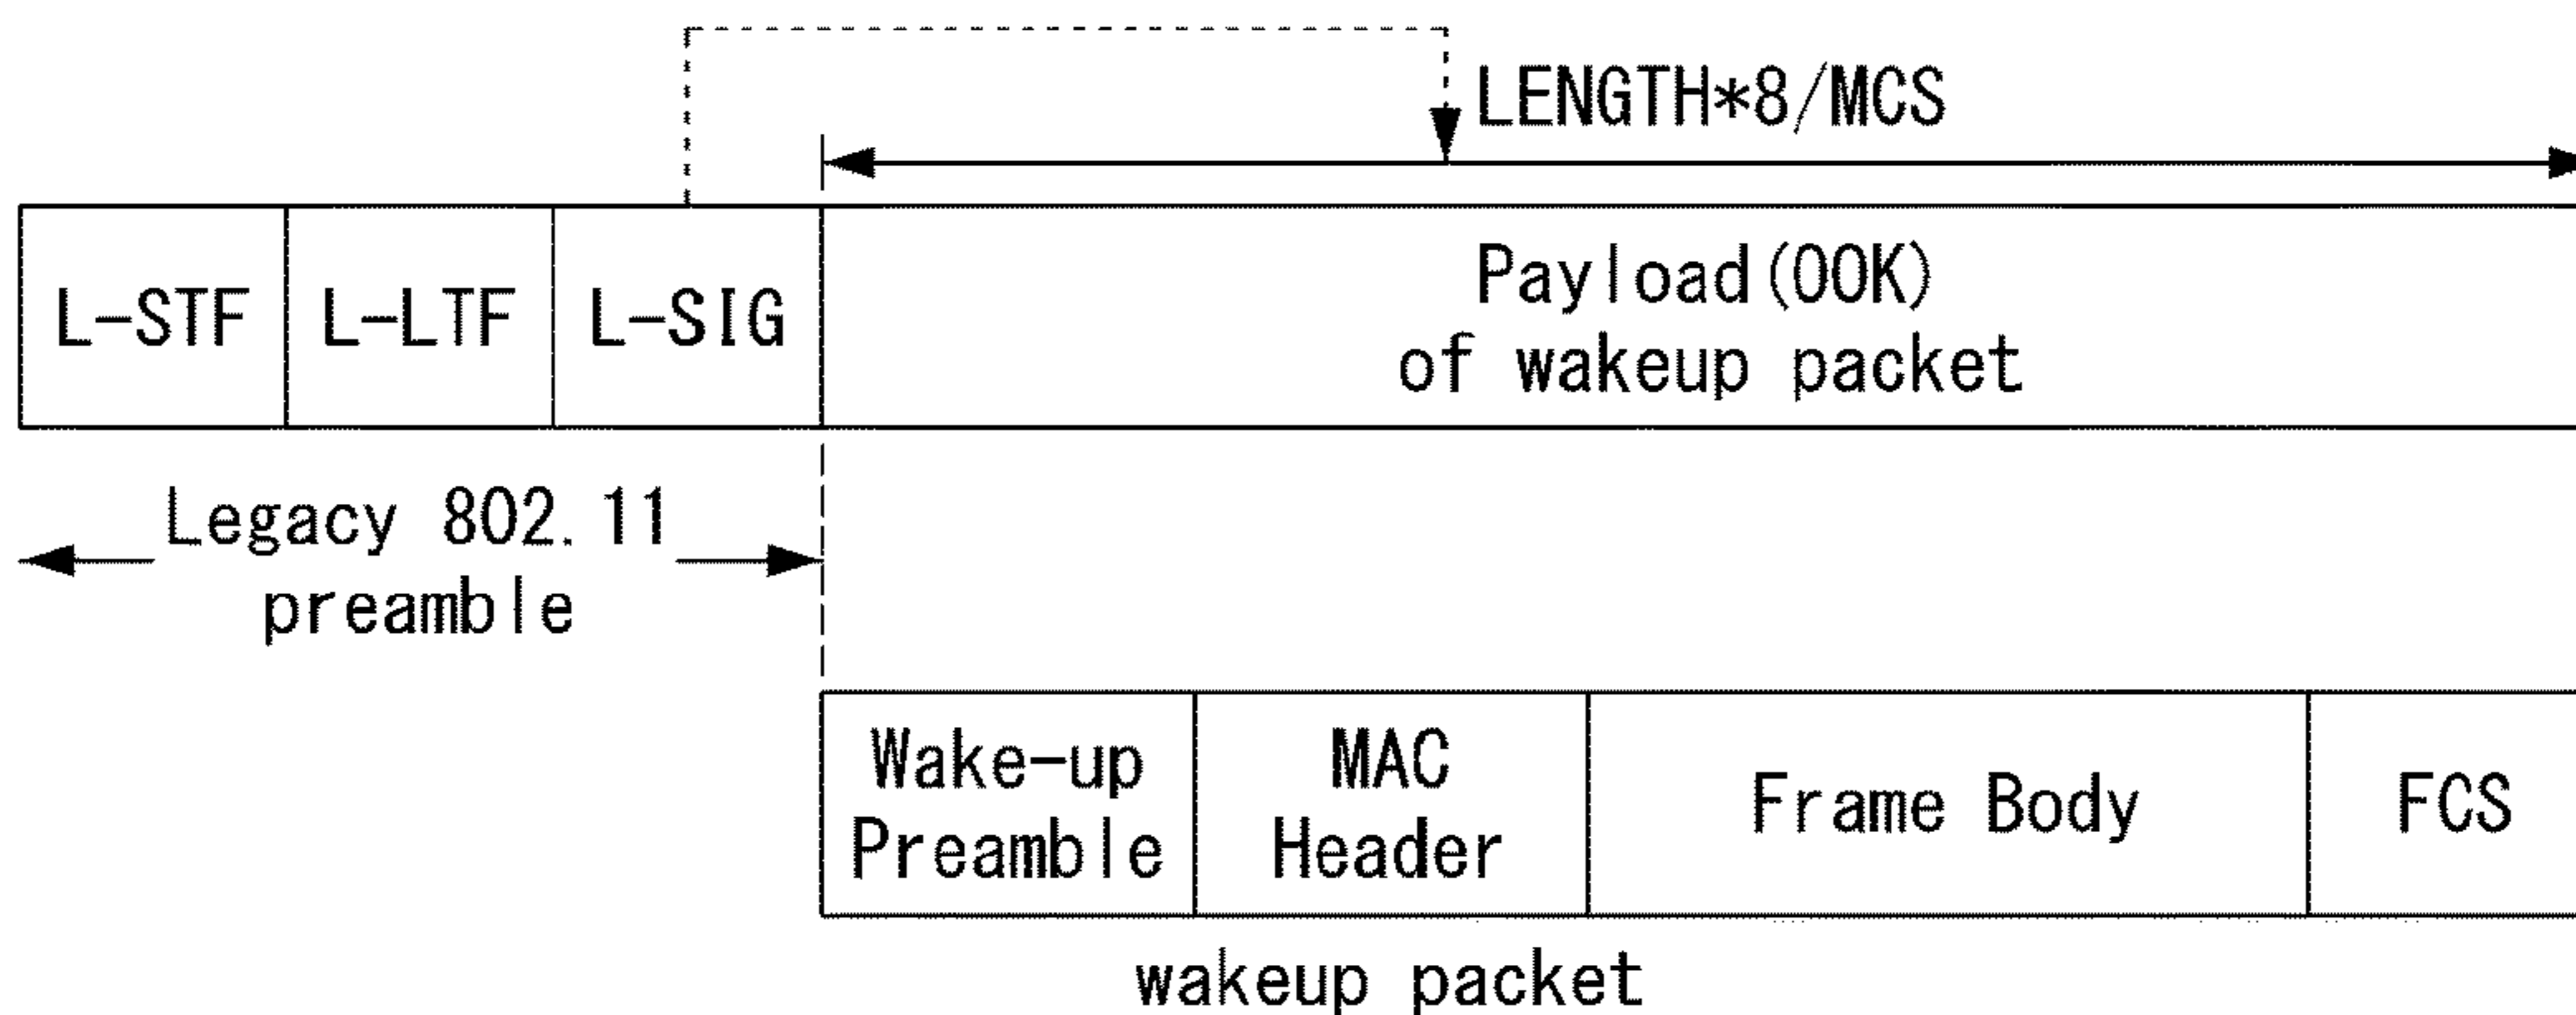 LENGTH*8/MCS
L-STF
L-LTF
L-SIG
Payload(OOK)
of wakeup packet
Legacy 802.11
preamble
Wake-up
Preamble
MAC
Header
Frame Body
FCS
wakeup packet